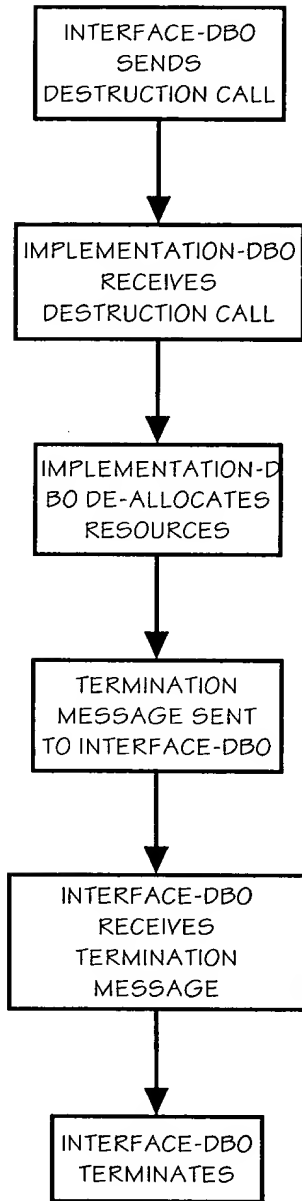 INTERFACE-DBO
SENDS
DESTRUCTION CALL
IMPLEMENTATION-DBO
RECEIVES
DESTRUCTION CALL
IMPLEMENTATION-D
BO DE-ALLOCATES
RESOURCES
TERMINATION
MESSAGE SENT
TO INTERFACE-DBO
INTERFACE-DBO
RECEIVES
TERMINATION
MESSAGE
INTERFACE-DBO
TERMINATES